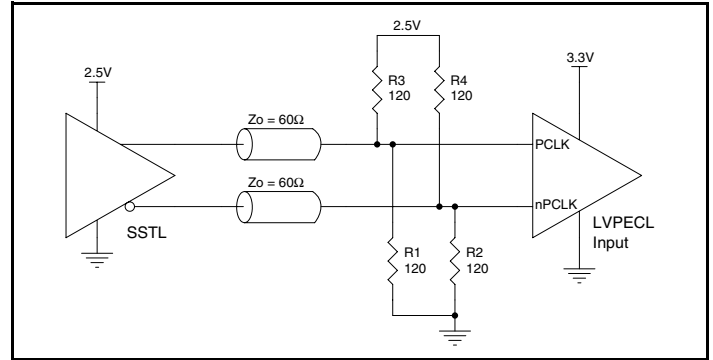 2.5V
3.3V
2.5V
R3
120
R4
120
Zo = 60Ω
PCLK
Zo = 60Ω
nPCLK
SSTL
LVPECL
Input
R1
120
R2
120